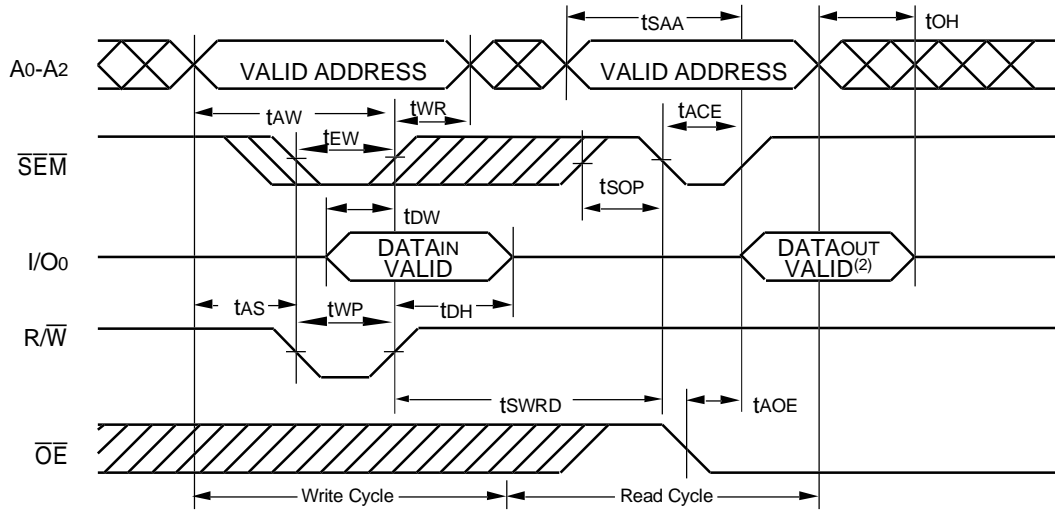 tSAA
tOH
A0-A2
VALID ADDRESS
VALID ADDRESS
tAW
tWR
tACE
tEW
SEM
tSOP
tDW
I/O0
DATAIN
VALID
DATAOUT
VALID(2)
tAS
tWP
tDH
R/W
tSWRD
tAOE
OE
Write Cycle
Read Cycle